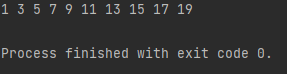 1 3 5 7 9 11 13 15 17 19
Process finished with exit code 0.